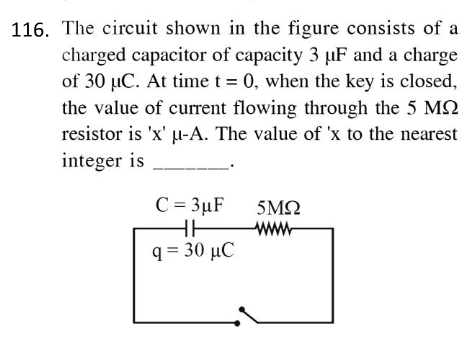 116. The circuit shown in the figure consists of a
charged capacitor of capacity 3 μF and a charge
of 30 μC. At time t = 0, when the key is closed,
the value of current flowing through the 5 MΩ
resistor is 'x' μ-A. The value of 'x to the nearest
integer is _______.
C = 3μF 5MΩ
q = 30 μC